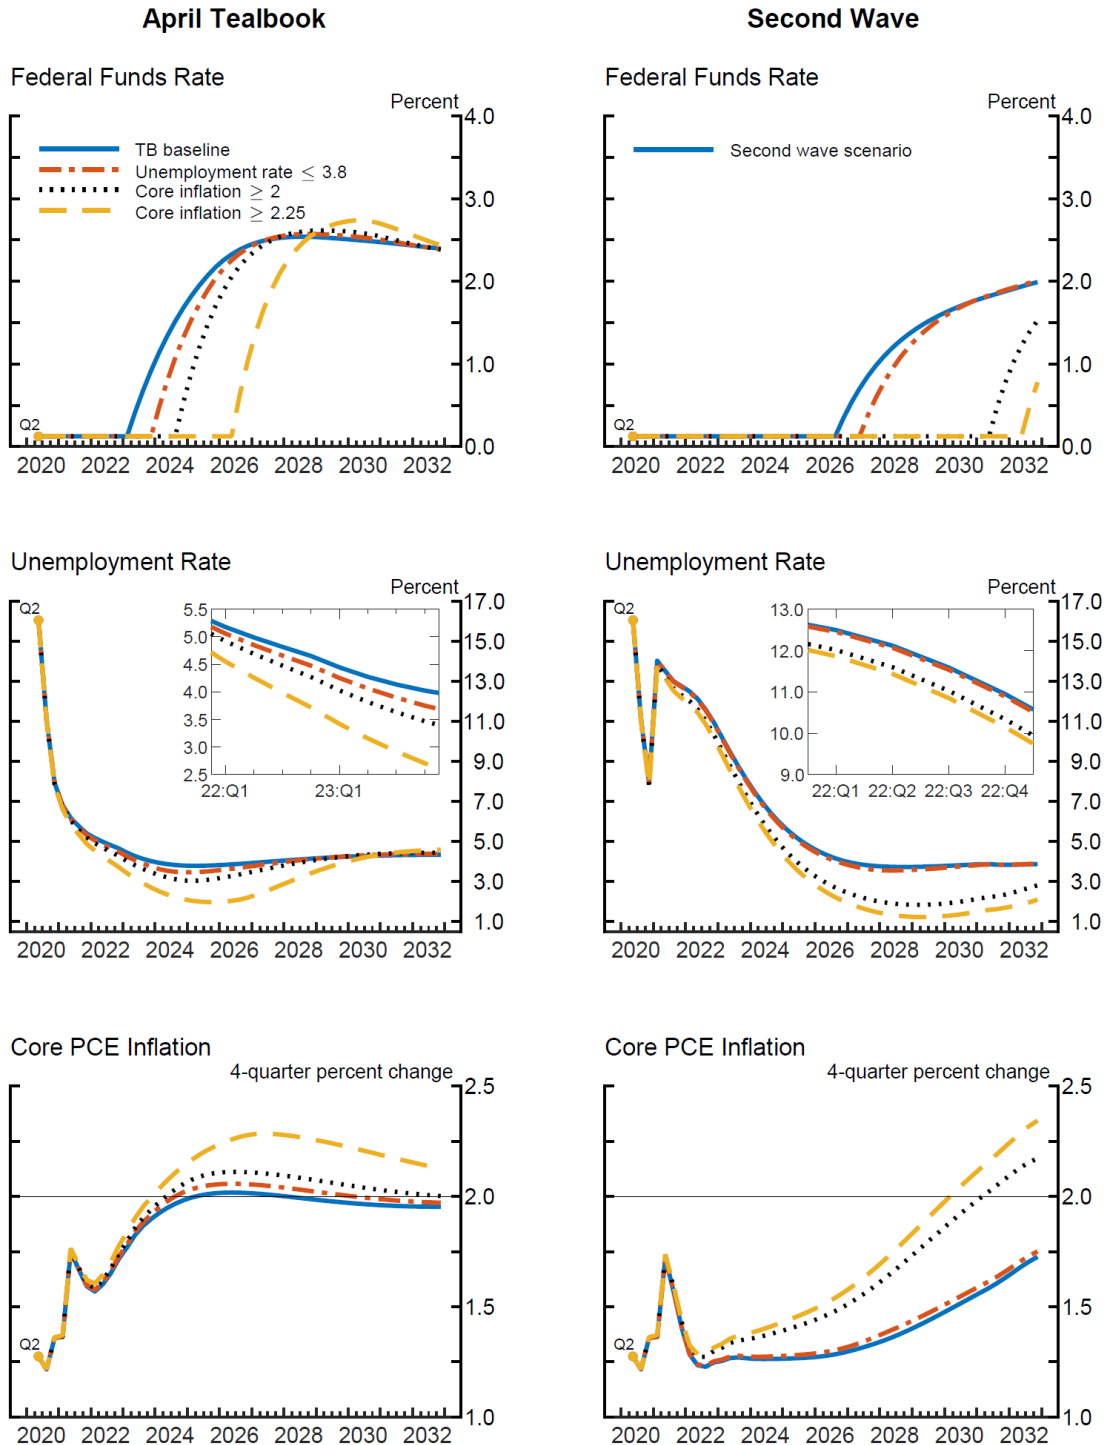 April Tealbook
Second Wave
Federal Funds Rate
Percent
4.0
3.0
2.0
1.0
0.0
TB baseline
Unemployment rate ≤ 3.8
Core inflation ≥ 2
Core inflation ≥ 2.25
Q2
2020 2022 2024 2026 2028 2030 2032
Federal Funds Rate
Percent
4.0
3.0
2.0
1.0
0.0
Second wave scenario
Q2
2020 2022 2024 2026 2028 2030 2032
Unemployment Rate
Percent
17.0
15.0
13.0
11.0
9.0
7.0
5.0
3.0
1.0
Q2
5.5
5.0
4.5
4.0
3.5
3.0
2.5
22:Q1 23:Q1
2020 2022 2024 2026 2028 2030 2032
Unemployment Rate
Percent
17.0
15.0
13.0
11.0
9.0
7.0
5.0
3.0
1.0
Q2
13.0
12.0
11.0
10.0
9.0
22:Q1 22:Q2 22:Q3 22:Q4
2020 2022 2024 2026 2028 2030 2032
Core PCE Inflation
4-quarter percent change
2.5
2.0
1.5
1.0
Q2
2020 2022 2024 2026 2028 2030 2032
Core PCE Inflation
4-quarter percent change
2.5
2.0
1.5
1.0
Q2
2020 2022 2024 2026 2028 2030 2032